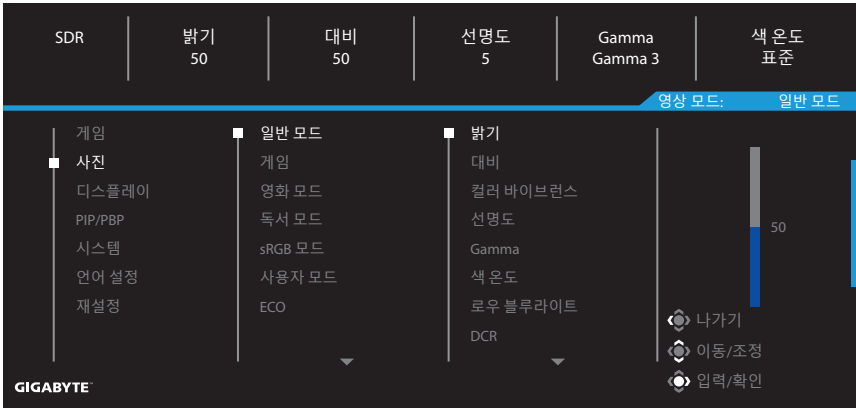 SDR
밝기
50
대비
50
선명도
5
Gamma
Gamma 3
색 온도
표준
영상 모드: 일반 모드
게임
사진
디스플레이
PIP/PBP
시스템
언어 설정
재설정
일반 모드
게임
영화 모드
독서 모드
sRGB 모드
사용자 모드
ECO
밝기
대비
컬러 바이브런스
선명도
Gamma
색 온도
로우 블루라이트
DCR
50
나가기
이동/조정
입력/확인
GIGABYTE™